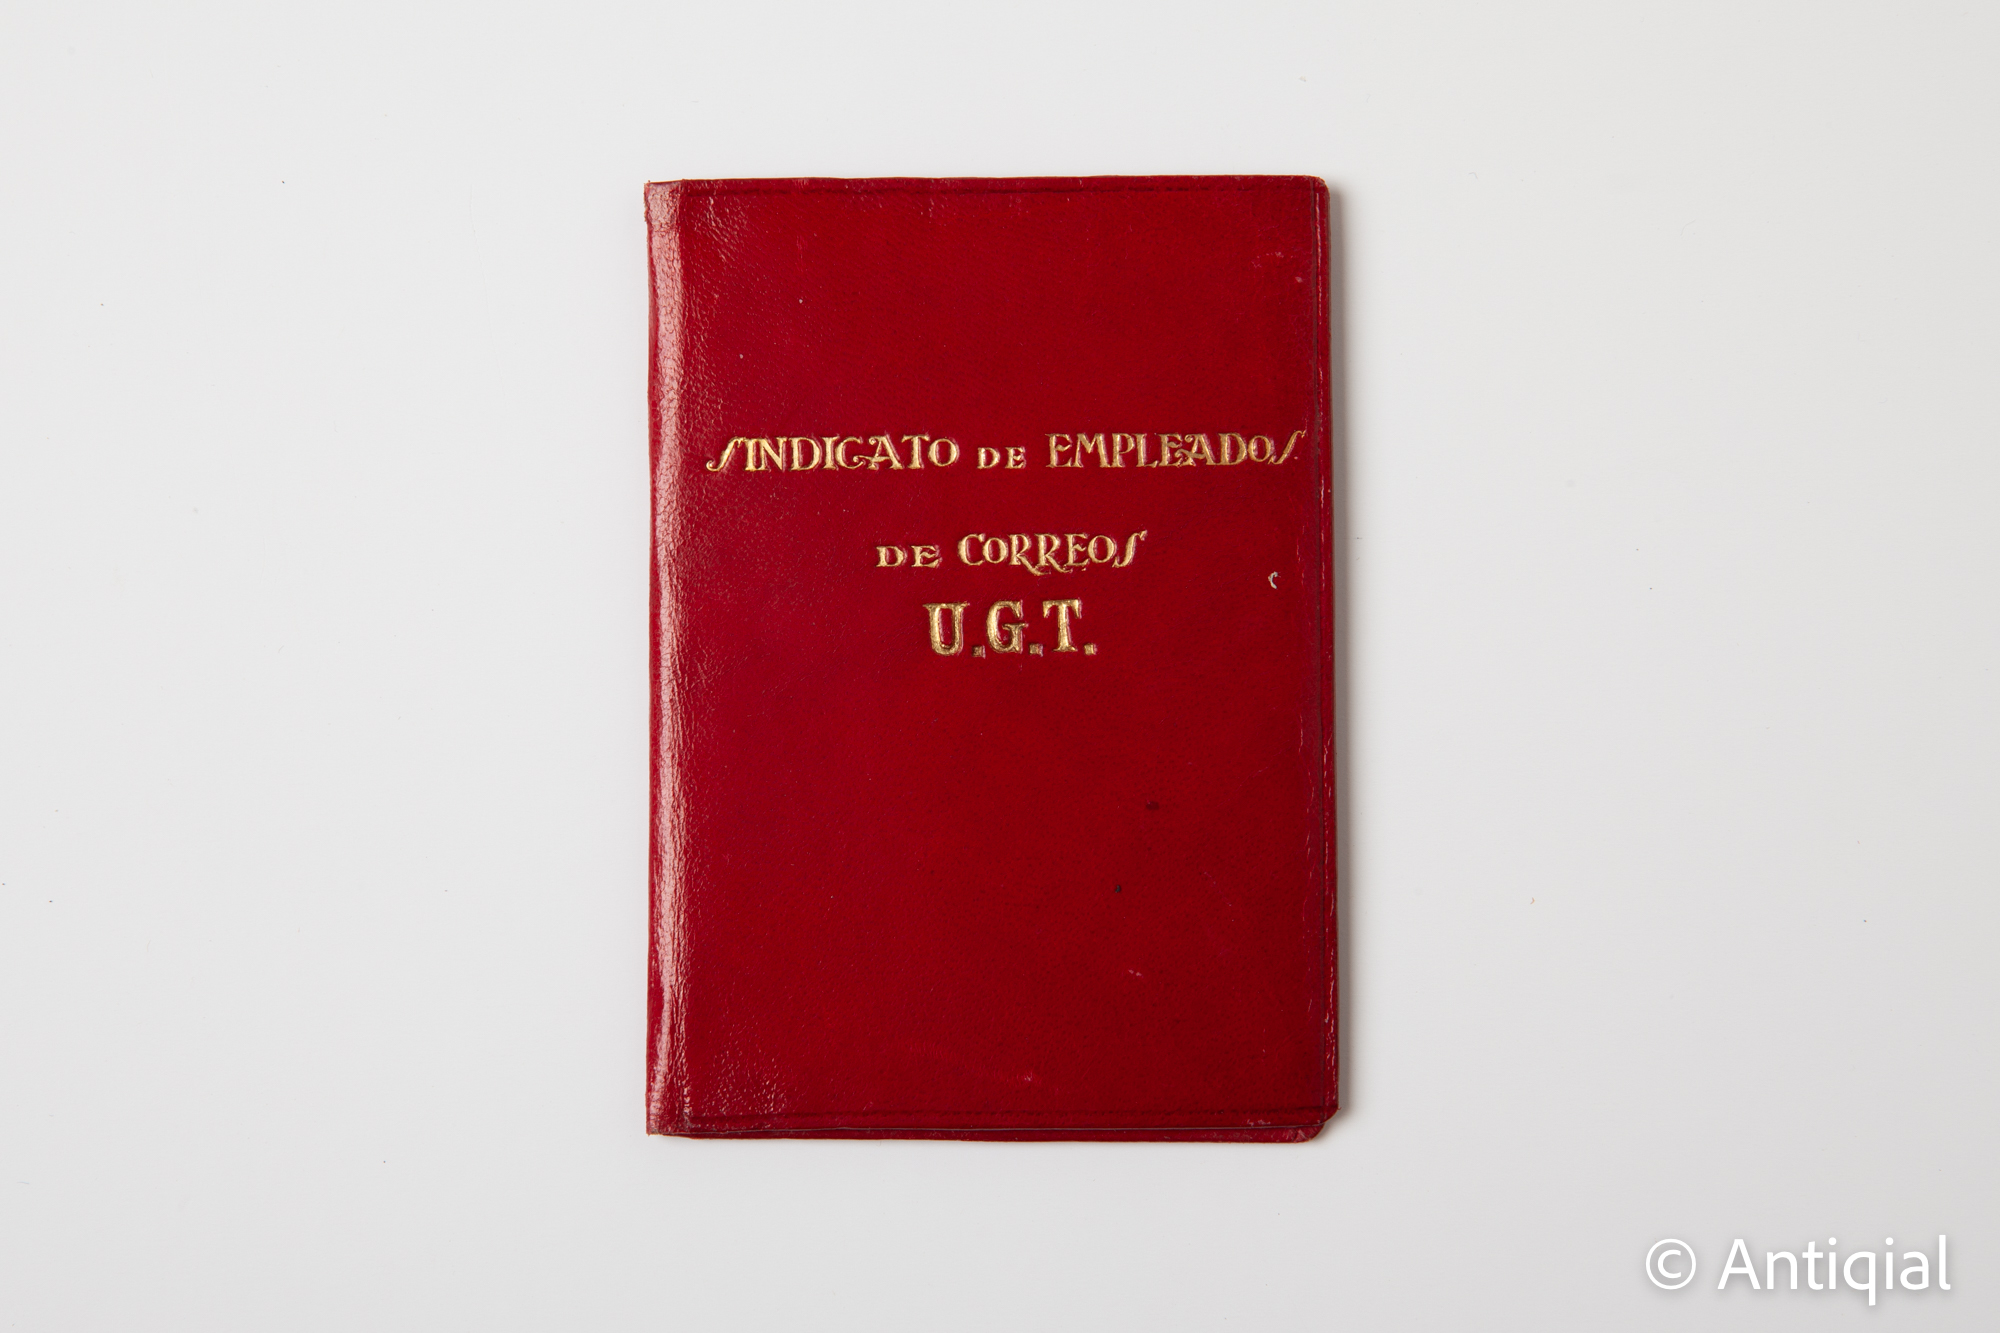 SINDICATO DE EMPLEADOS
DE CORREOS
U.G.T.
© Antiqial